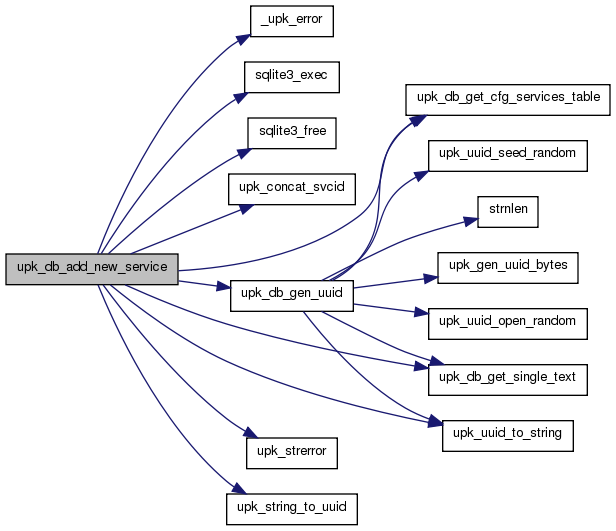 _upk_error
sqlite3_exec
upk_db_get_cfg_services_table
sqlite3_free
upk_uuid_seed_random
upk_concat_svcid
strnlen
upk_db_add_new_service
upk_gen_uuid_bytes
upk_db_gen_uuid
upk_uuid_open_random
upk_db_get_single_text
upk_uuid_to_string
upk_strerror
upk_string_to_uuid